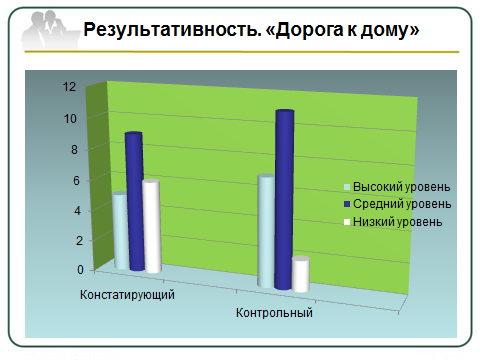 Результативность. «Дорога к дому»
12
10
8
6
4
2
0
Констатирующий
Контрольный
Высокий уровень
Средний уровень
Низкий уровень